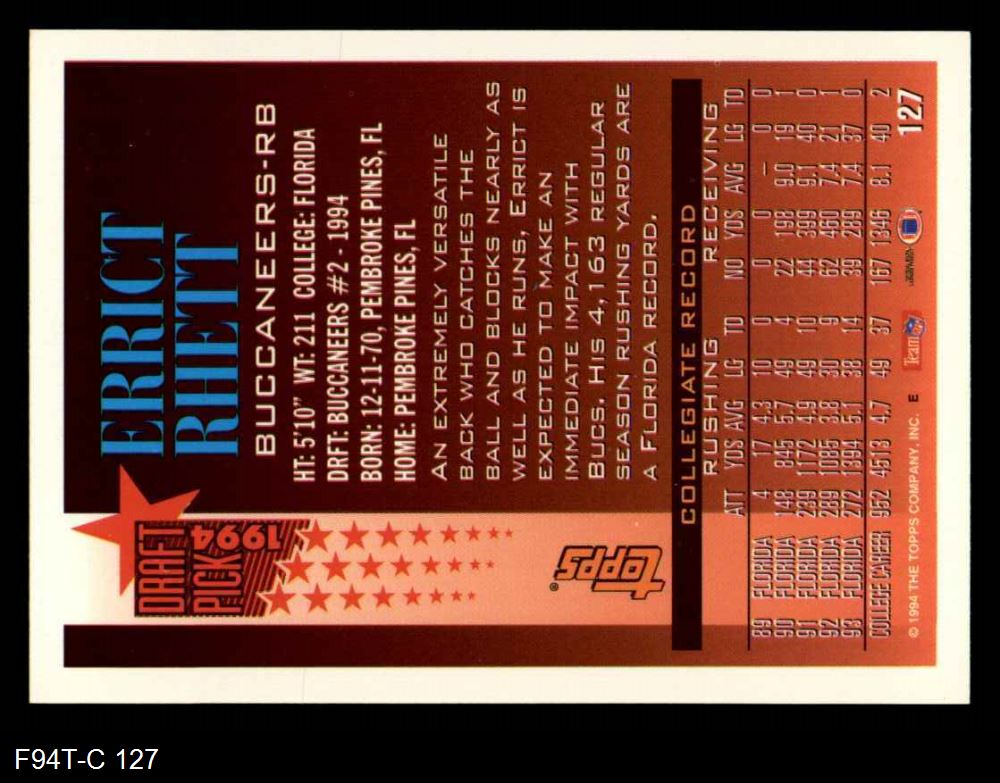 ERRICT
RHETT
BUCCANEERS-RB
HT: 5'10" WT: 211 COLLEGE: FLORIDA
DRFT: BUCCANEERS #2 - 1994
BORN: 12-11-70, PEMBROKE PINES, FL
HOME: PEMBROKE PINES, FL
AN EXTREMELY VERSATILE
BACK WHO CATCHES THE
BALL AND BLOCKS NEARLY AS
WELL AS HE RUNS, ERRICT IS
EXPECTED TO MAKE AN
IMMEDIATE IMPACT WITH
BUCS. HIS 4,163 REGULAR
SEASON RUSHING YARDS ARE
A FLORIDA RECORD.
DRAFT
PICK
1994
TOPPS ®
COLLEGIATE RECORD
RUSHING RECEIVING
ATT YDS AVG LG TD NO YDS AVG LG TD
89 FLORIDA 4 17 4.3 10 0 0 0 – 0 0
90 FLORIDA 148 845 5.7 49 4 22 198 9.0 19 1
91 FLORIDA 239 1172 4.9 49 10 44 399 9.1 40 0
92 FLORIDA 289 1085 3.8 30 9 62 460 7.4 21 1
93 FLORIDA 272 1394 5.1 38 14 39 289 7.4 37 0
COLLEGE CAREER 952 4513 4.7 49 37 167 1346 8.1 40 2
© 1994 THE TOPPS COMPANY, INC. E Team NFL 127
F94T-C 127